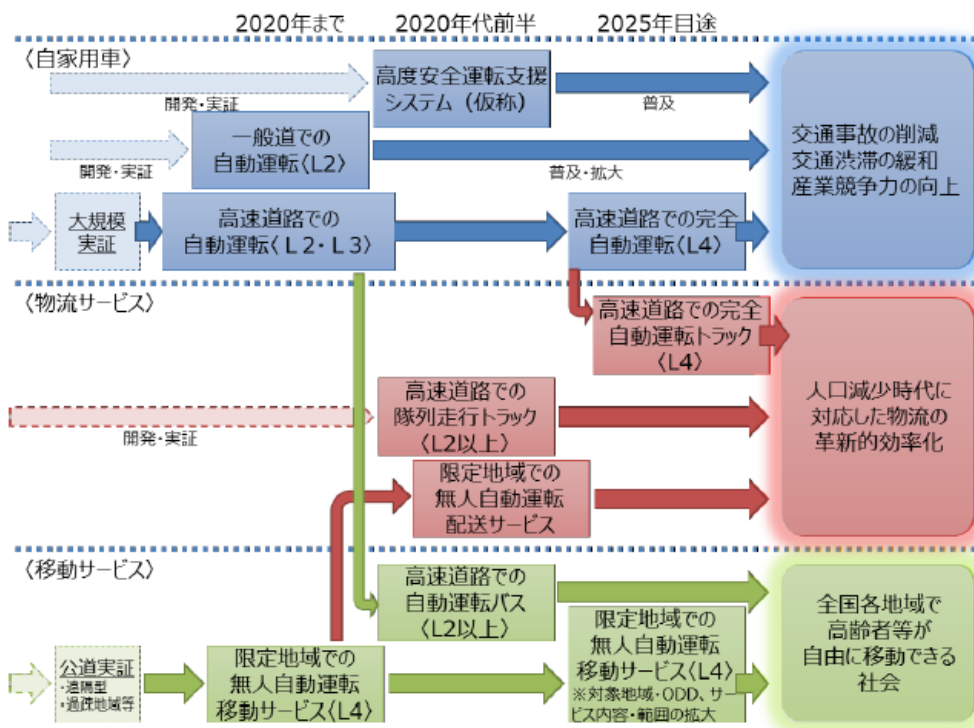 2020年まで
2020年代前半
2025年目途
〈自家用車〉
開発・実証
高度安全運転支援
システム（仮称）
普及
開発・実証
一般道での
自動運転〈L2〉
普及・拡大
大規模
実証
高速道路での
自動運転〈Ｌ２・Ｌ３〉
高速道路での完全
自動運転〈L4〉
交通事故の削減
交通渋滞の緩和
産業競争力の向上
〈物流サービス〉
高速道路での完全
自動運転トラック
〈L4〉
開発・実証
高速道路での
隊列走行トラック
〈L2以上〉
限定地域での
無人自動運転
配送サービス
人口減少時代に
対応した物流の
革新的効率化
〈移動サービス〉
高速道路での
自動運転バス
〈L2以上〉
公道実証
・遠隔型
・過疎地域等
限定地域での
無人自動運転
移動サービス〈L4〉
限定地域での
無人自動運転
移動サービス〈L4〉
※対象地域・ODD、サー
ビス内容・範囲の拡大
全国各地域で
高齢者等が
自由に移動できる
社会